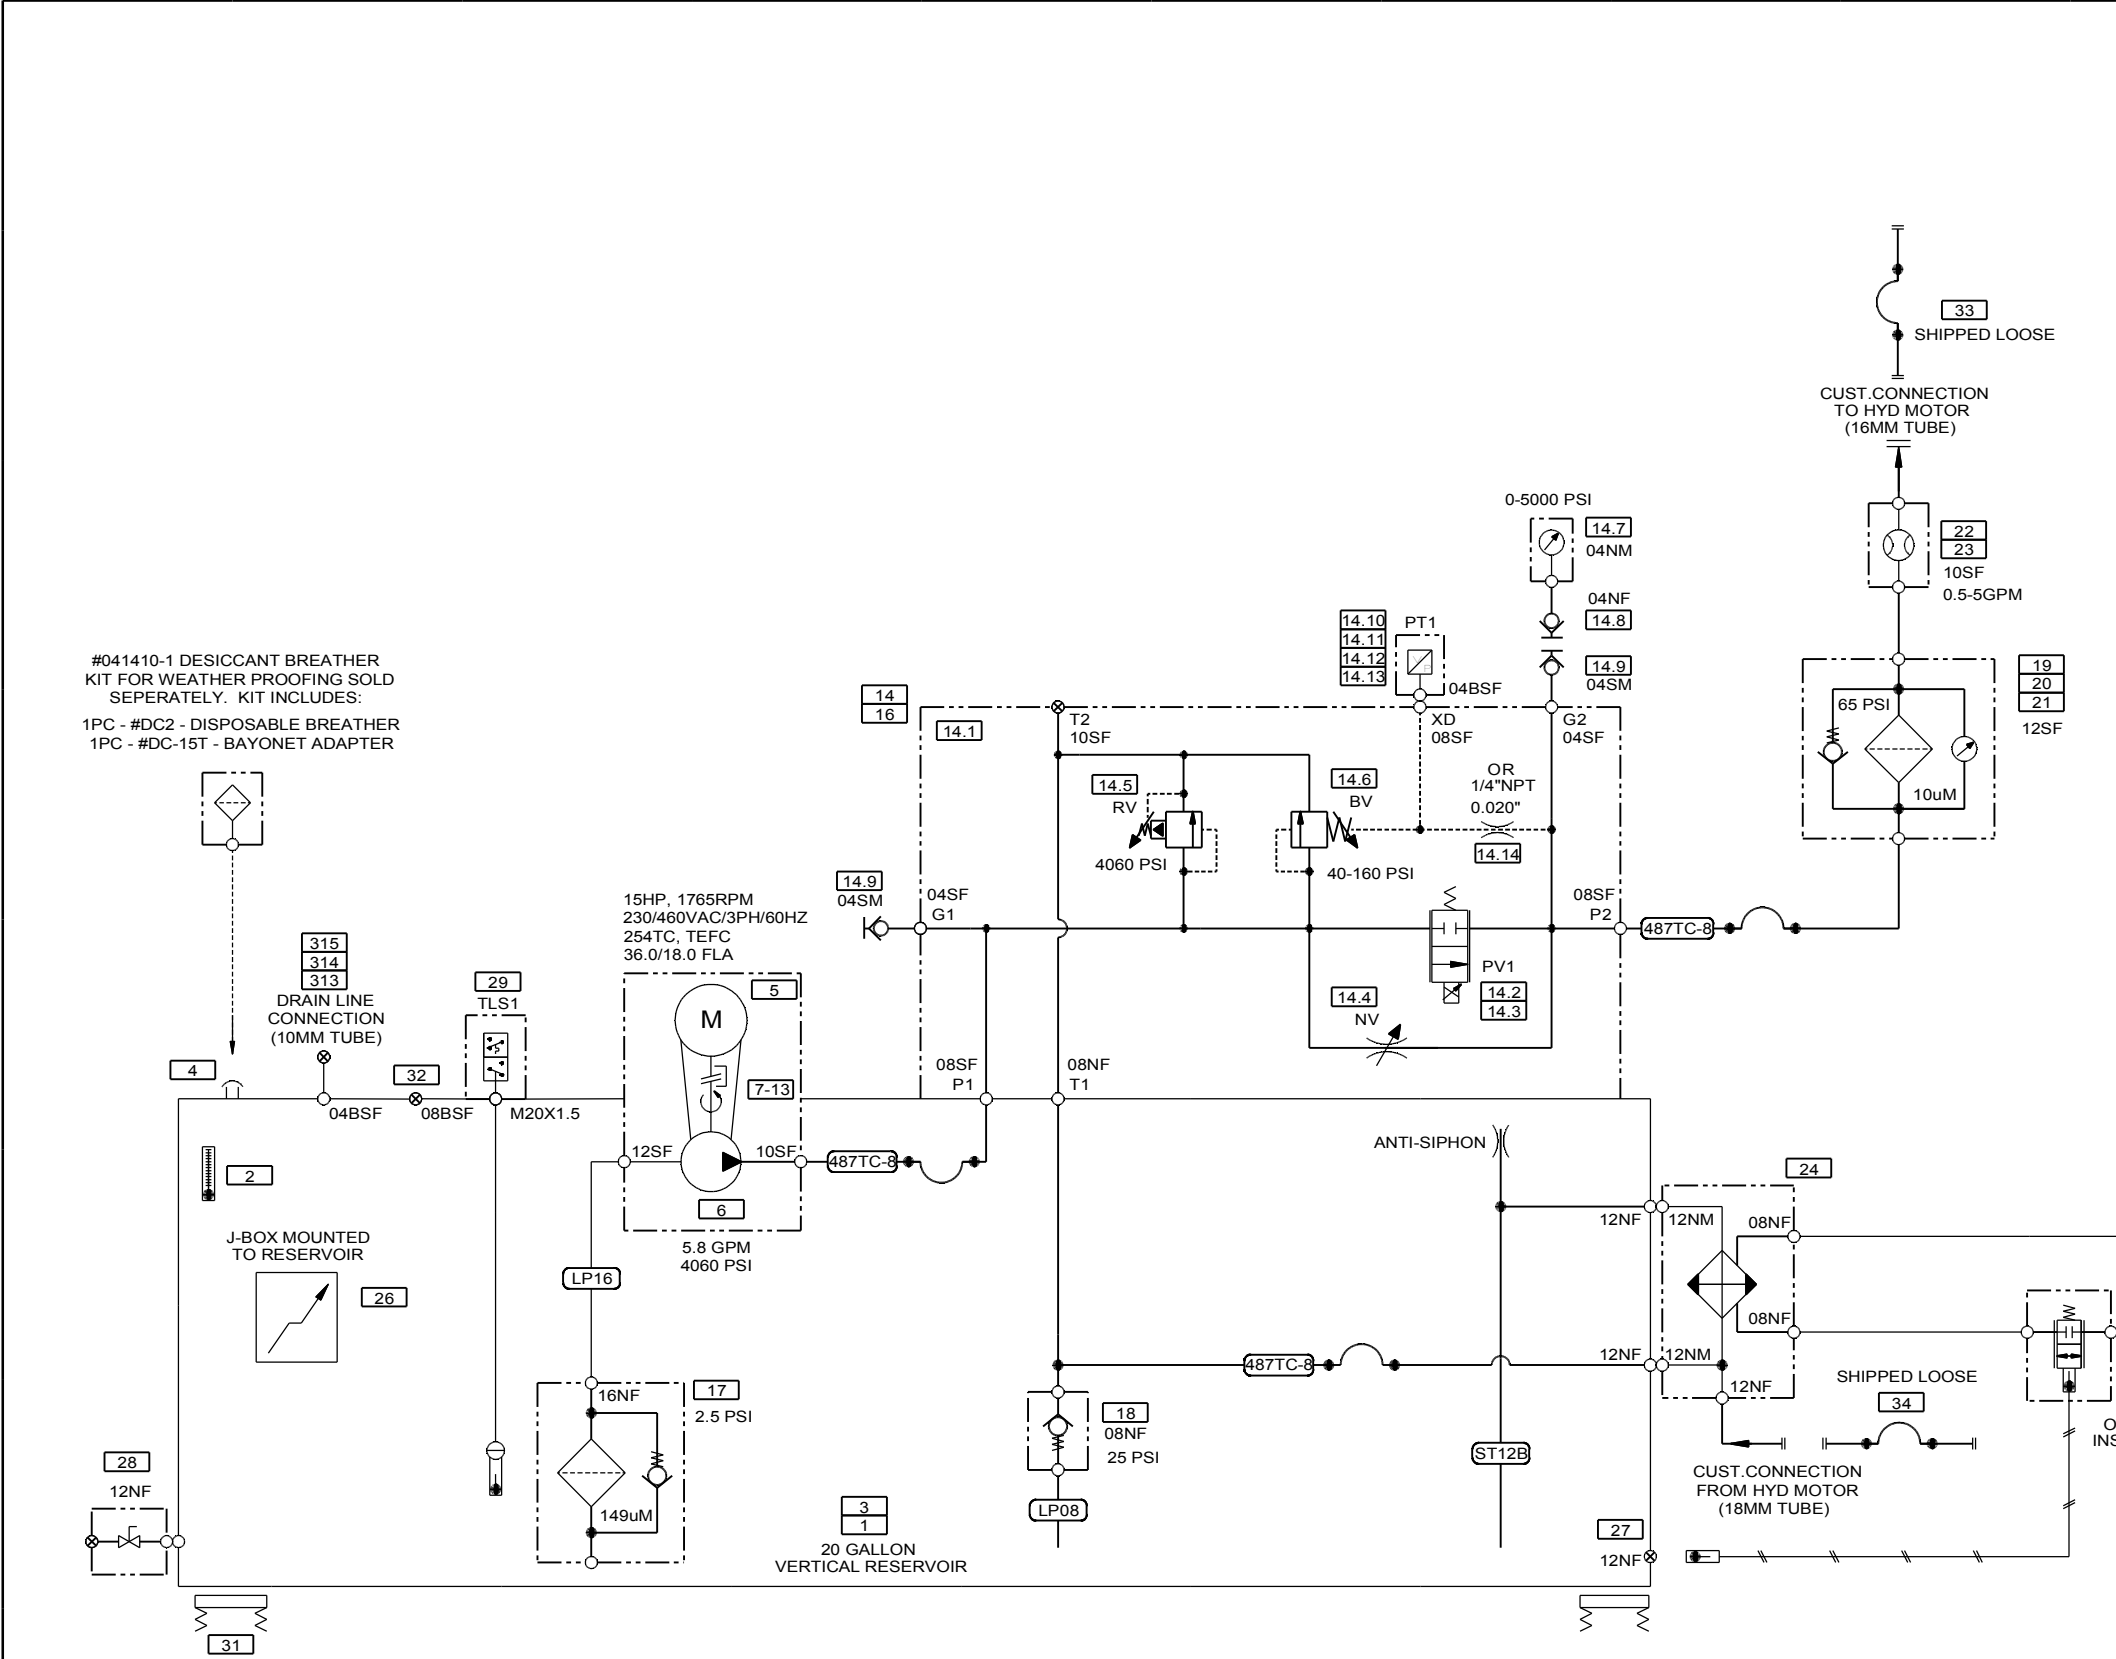 33
SHIPPED LOOSE
CUST.CONNECTION
TO HYD MOTOR
(16MM TUBE)
0-5000 PSI
14.7
04NM
22
23
10SF
0.5-5GPM
04NF
14.8
14.9
04SM
14.10
14.11
14.12
14.13
PT1
04BSF
#041410-1 DESICCANT BREATHER
KIT FOR WEATHER PROOFING SOLD
SEPERATELY.  KIT INCLUDES:
1PC - #DC2 - DISPOSABLE BREATHER
1PC - #DC-15T - BAYONET ADAPTER
14
16
14.1
T2
10SF
XD
08SF
G2
04SF
19
20
21
12SF
65 PSI
10uM
14.5
RV
4060 PSI
14.6
BV
40-160 PSI
OR
1/4"NPT
0.020"
14.14
14.9
04SM
04SF
G1
08SF
P2
487TC-8
15HP, 1765RPM
230/460VAC/3PH/60HZ
254TC, TEFC
36.0/18.0 FLA
315
314
313
DRAIN LINE
CONNECTION
(10MM TUBE)
29
TLS1
5
M
14.4
NV
PV1
14.2
14.3
4
32
04BSF
08BSF
M20X1.5
7-13
08SF
P1
08NF
T1
12SF
10SF
487TC-8
6
5.8 GPM
4060 PSI
2
J-BOX MOUNTED
TO RESERVOIR
26
LP16
ANTI-SIPHON
24
12NF
12NM
08NF
08NF
487TC-8
12NF
12NM
12NF
16NF
17
2.5 PSI
149uM
18
08NF
25 PSI
LP08
ST12B
SHIPPED LOOSE
34
CUST.CONNECTION
FROM HYD MOTOR
(18MM TUBE)
O
INS
28
12NF
3
1
20 GALLON
VERTICAL RESERVOIR
27
12NF
31